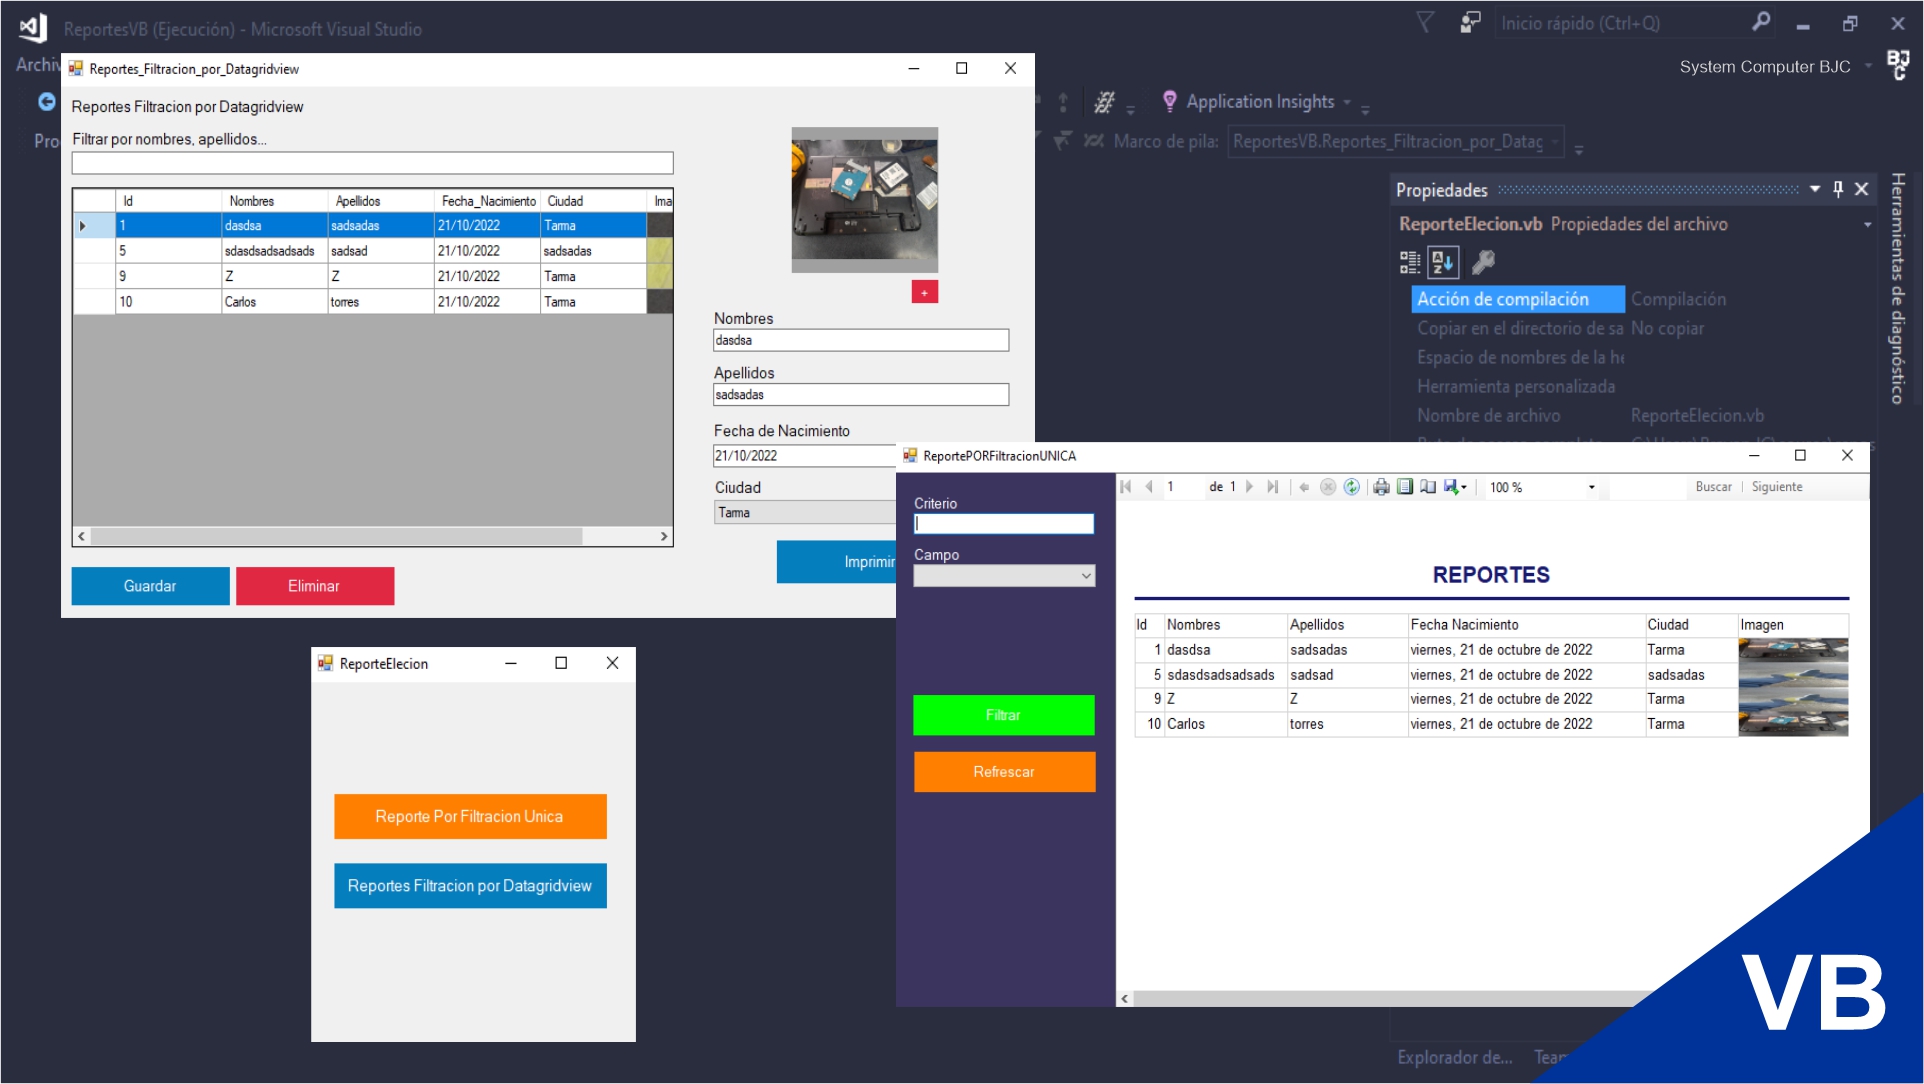 ReportesVB (Ejecución) - Microsoft Visual Studio
Inicio rápido (Ctrl+Q)
Archiv
System Computer BJC
BJC
Application Insights
Pro
Marco de pila:
ReportesVB.Reportes_Filtracion_por_Datag
Reportes_Filtracion_por_Datagridview
Reportes Filtracion por Datagridview
Filtrar por nombres, apellidos...
Id Nombres Apellidos Fecha_Nacimiento Ciudad Ima
1 dasdsa sadsadas 21/10/2022 Tarma
5 sdasdsadsadsads sadsad 21/10/2022 sadsadas
9 Z Z 21/10/2022 Tarma
10 Carlos torres 21/10/2022 Tarma
+
Nombres
dasdsa
Apellidos
sadsadas
Fecha de Nacimiento
21/10/2022
Ciudad
Tarma
Imprimir
Guardar
Eliminar
Propiedades
ReporteElecion.vb Propiedades del archivo
Acción de compilación Compilación
Copiar en el directorio de sa No copiar
Espacio de nombres de la he
Herramienta personalizada
Nombre de archivo ReporteElecion.vb
Herramientas de diagnóstico
ReportePORFiltracionUNICA
Criterio
Campo
Filtrar
Refrescar
1 de 1 100 % Buscar | Siguiente
REPORTES
Id Nombres Apellidos Fecha Nacimiento Ciudad Imagen
1 dasdsa sadsadas viernes, 21 de octubre de 2022 Tarma
5 sdasdsadsadsads sadsad viernes, 21 de octubre de 2022 sadsadas
9 Z Z viernes, 21 de octubre de 2022 Tarma
10 Carlos torres viernes, 21 de octubre de 2022 Tarma
ReporteElecion
Reporte Por Filtracion Unica
Reportes Filtracion por Datagridview
VB
Explorador de...
Team